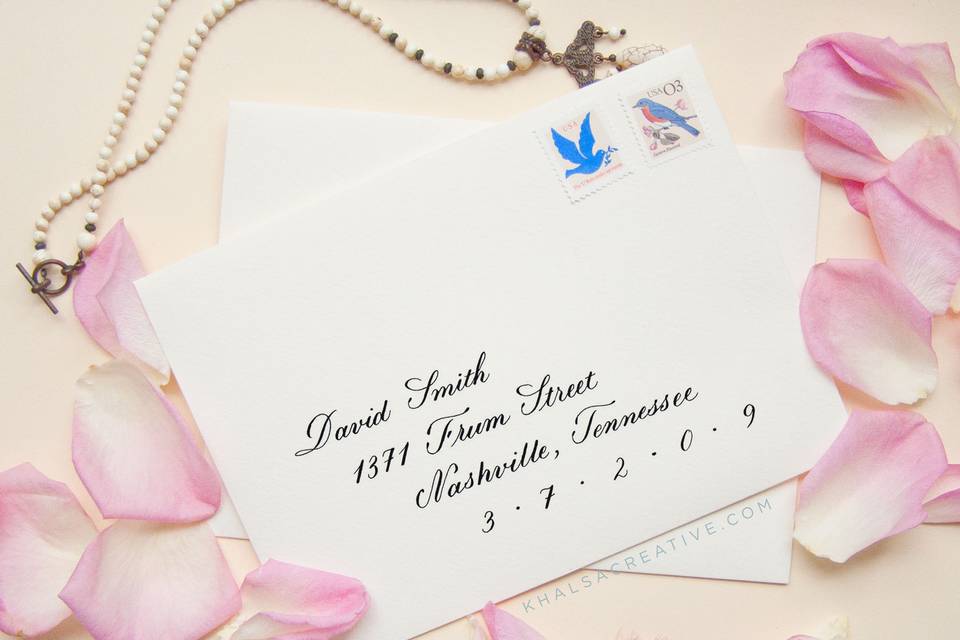 USA
USA 03
David Smith
1371 Frum Street
Nashville, Tennessee
3 · 7 · 2 · 0 · 9
KHALSACREATIVE.COM